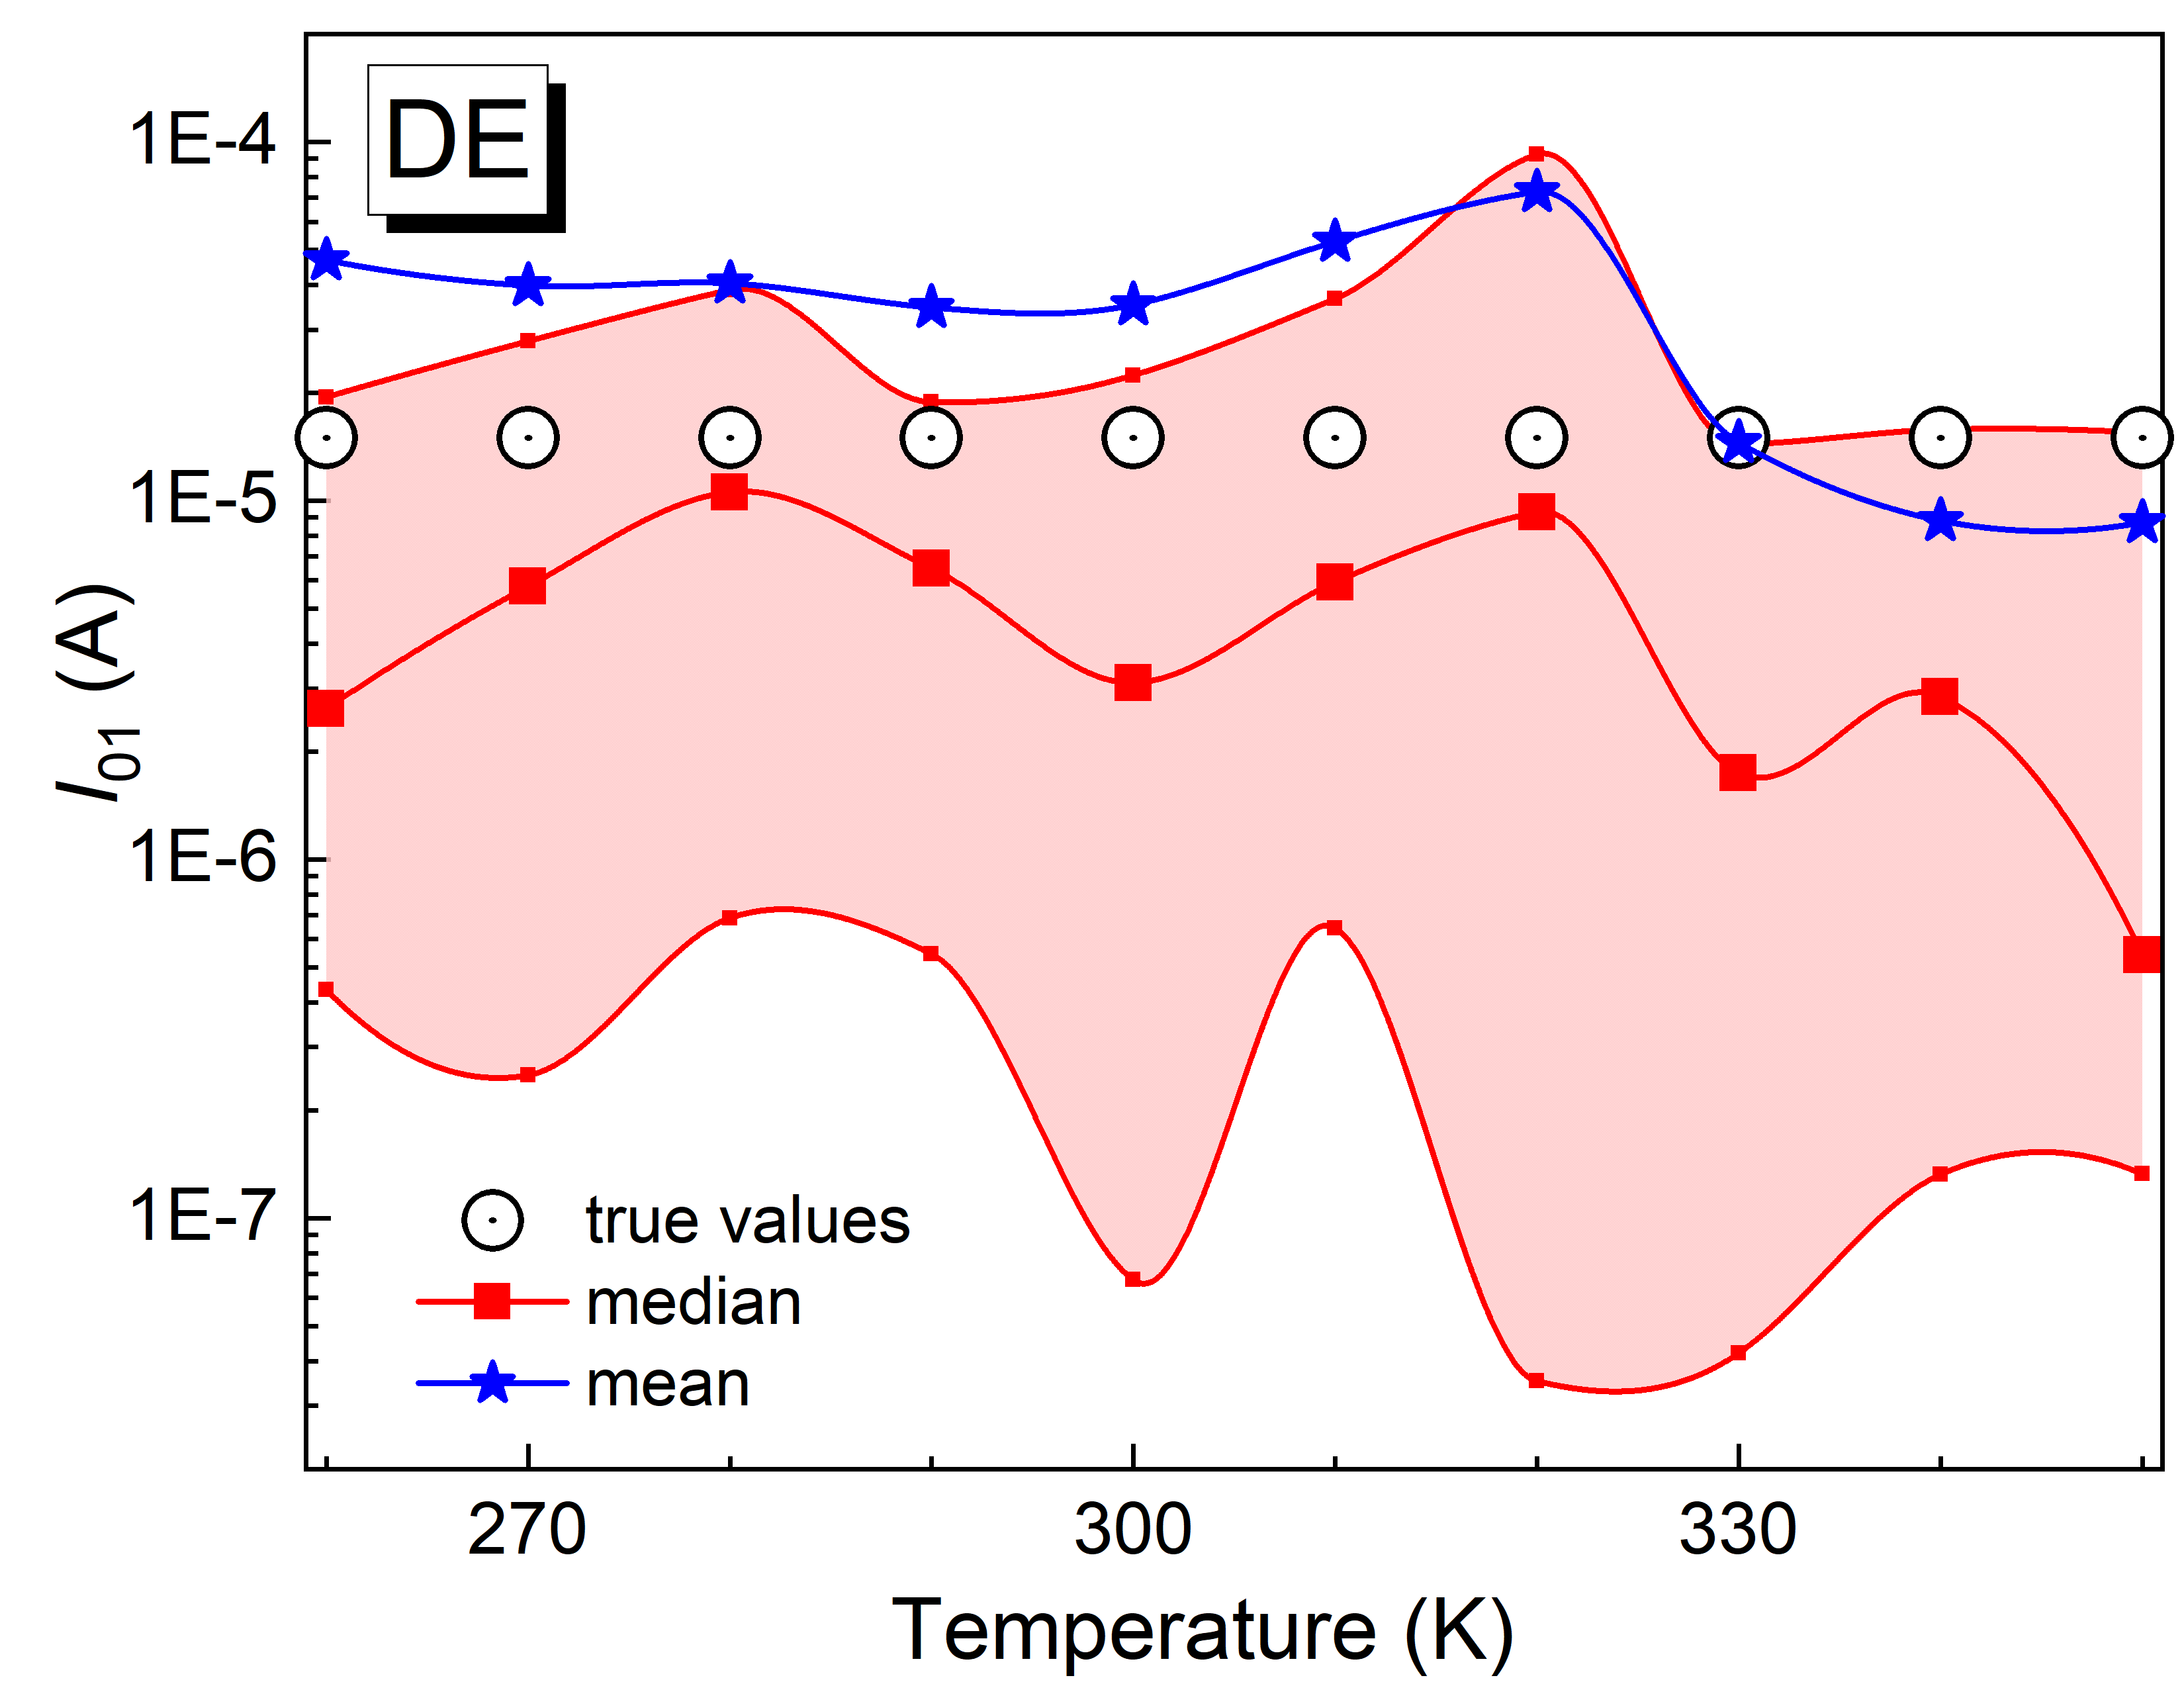 DE
1E-4
1E-5
1E-6
1E-7
I01 (A)
true values
median
mean
270 300 330
Temperature (K)